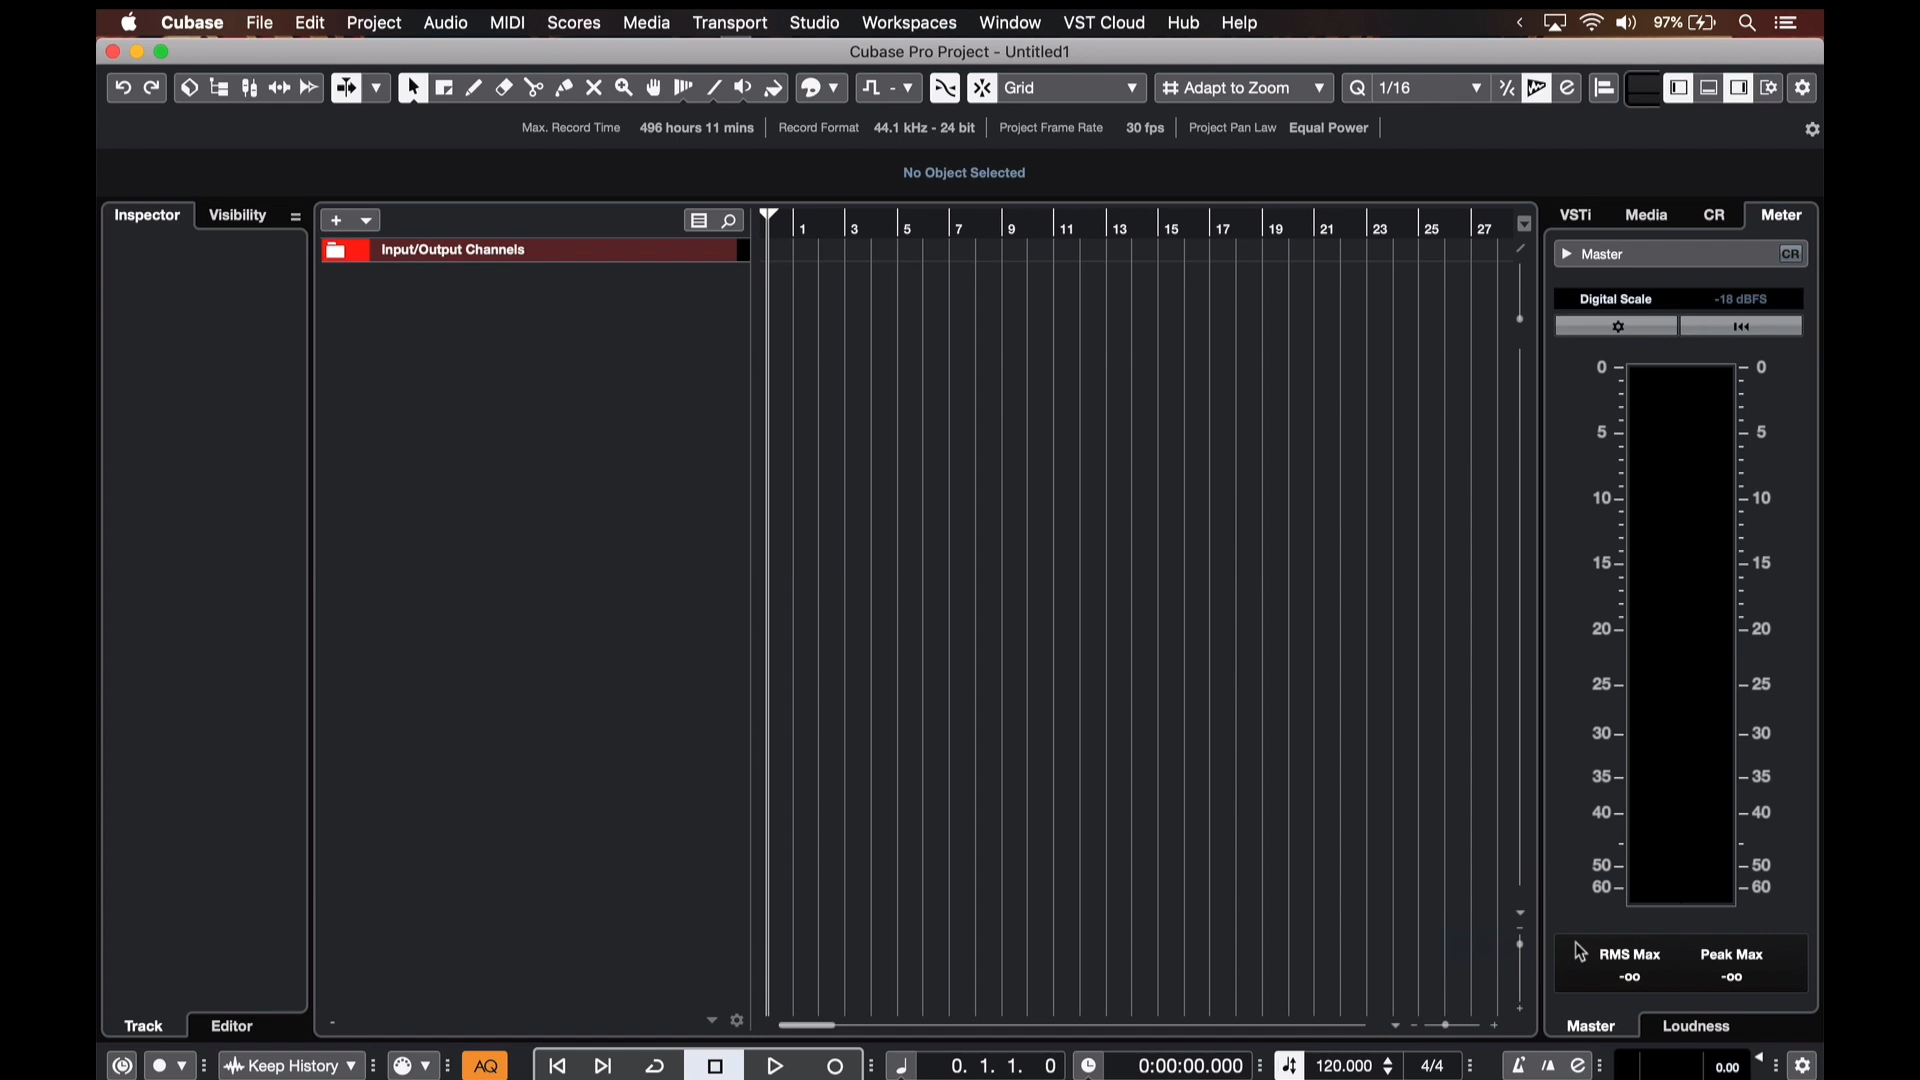 Cubase File Edit Project Audio MIDI Scores Media Transport Studio Workspaces Window VST Cloud Hub Help 97%
Cubase Pro Project - Untitled1
Grid Adapt to Zoom Q 1/16
Max. Record Time 496 hours 11 mins Record Format 44.1 kHz - 24 bit Project Frame Rate 30 fps Project Pan Law Equal Power
No Object Selected
Inspector Visibility
1 3 5 7 9 11 13 15 17 19 21 23 25 27
VSTi Media CR Meter
Input/Output Channels
Master CR
Digital Scale -18 dBFS
0 0
5 5
10 10
15 15
20 20
25 25
30 30
35 35
40 40
50 50
60 60
RMS Max Peak Max
-oo -oo
Track Editor
Master Loudness
Keep History AQ 0. 1. 1. 0 0:00:00.000 120.000 4/4 0.00